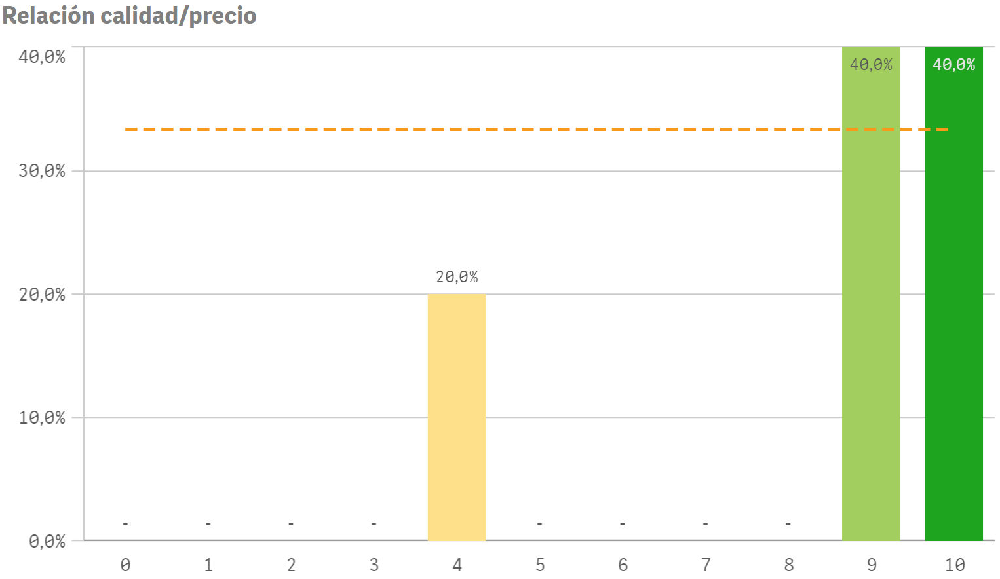 Relación calidad/precio
40,0%
40,0% 40,0%
30,0%
20,0%
20,0%
10,0%
- - - - - - - -
0,0%
0 1 2 3 4 5 6 7 8 9 10